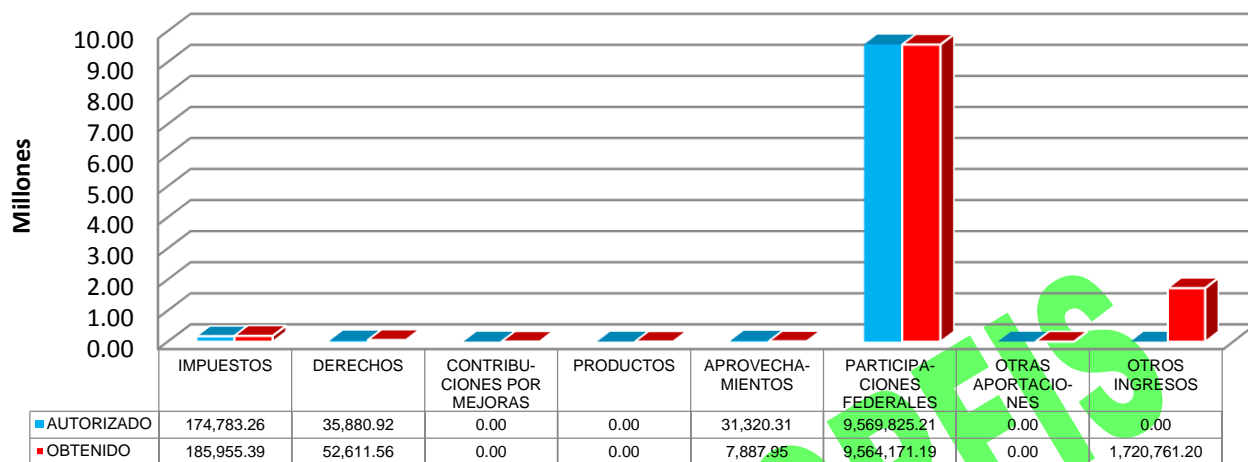 Millones
10.00
9.00
8.00
7.00
6.00
5.00
4.00
3.00
2.00
1.00
0.00
IMPUESTOS
DERECHOS
CONTRIBU-
CIONES POR
MEJORAS
PRODUCTOS
APROVECHA-
MIENTOS
PARTICIPA-
CIONES
FEDERALES
OTRAS
APORTACIO-
NES
OTROS
INGRESOS
AUTORIZADO 174,783.26 35,880.92 0.00 0.00 31,320.31 9,569,825.21 0.00 0.00
OBTENIDO 185,955.39 52,611.56 0.00 0.00 7,887.95 9,564,171.19 0.00 1,720,761.20